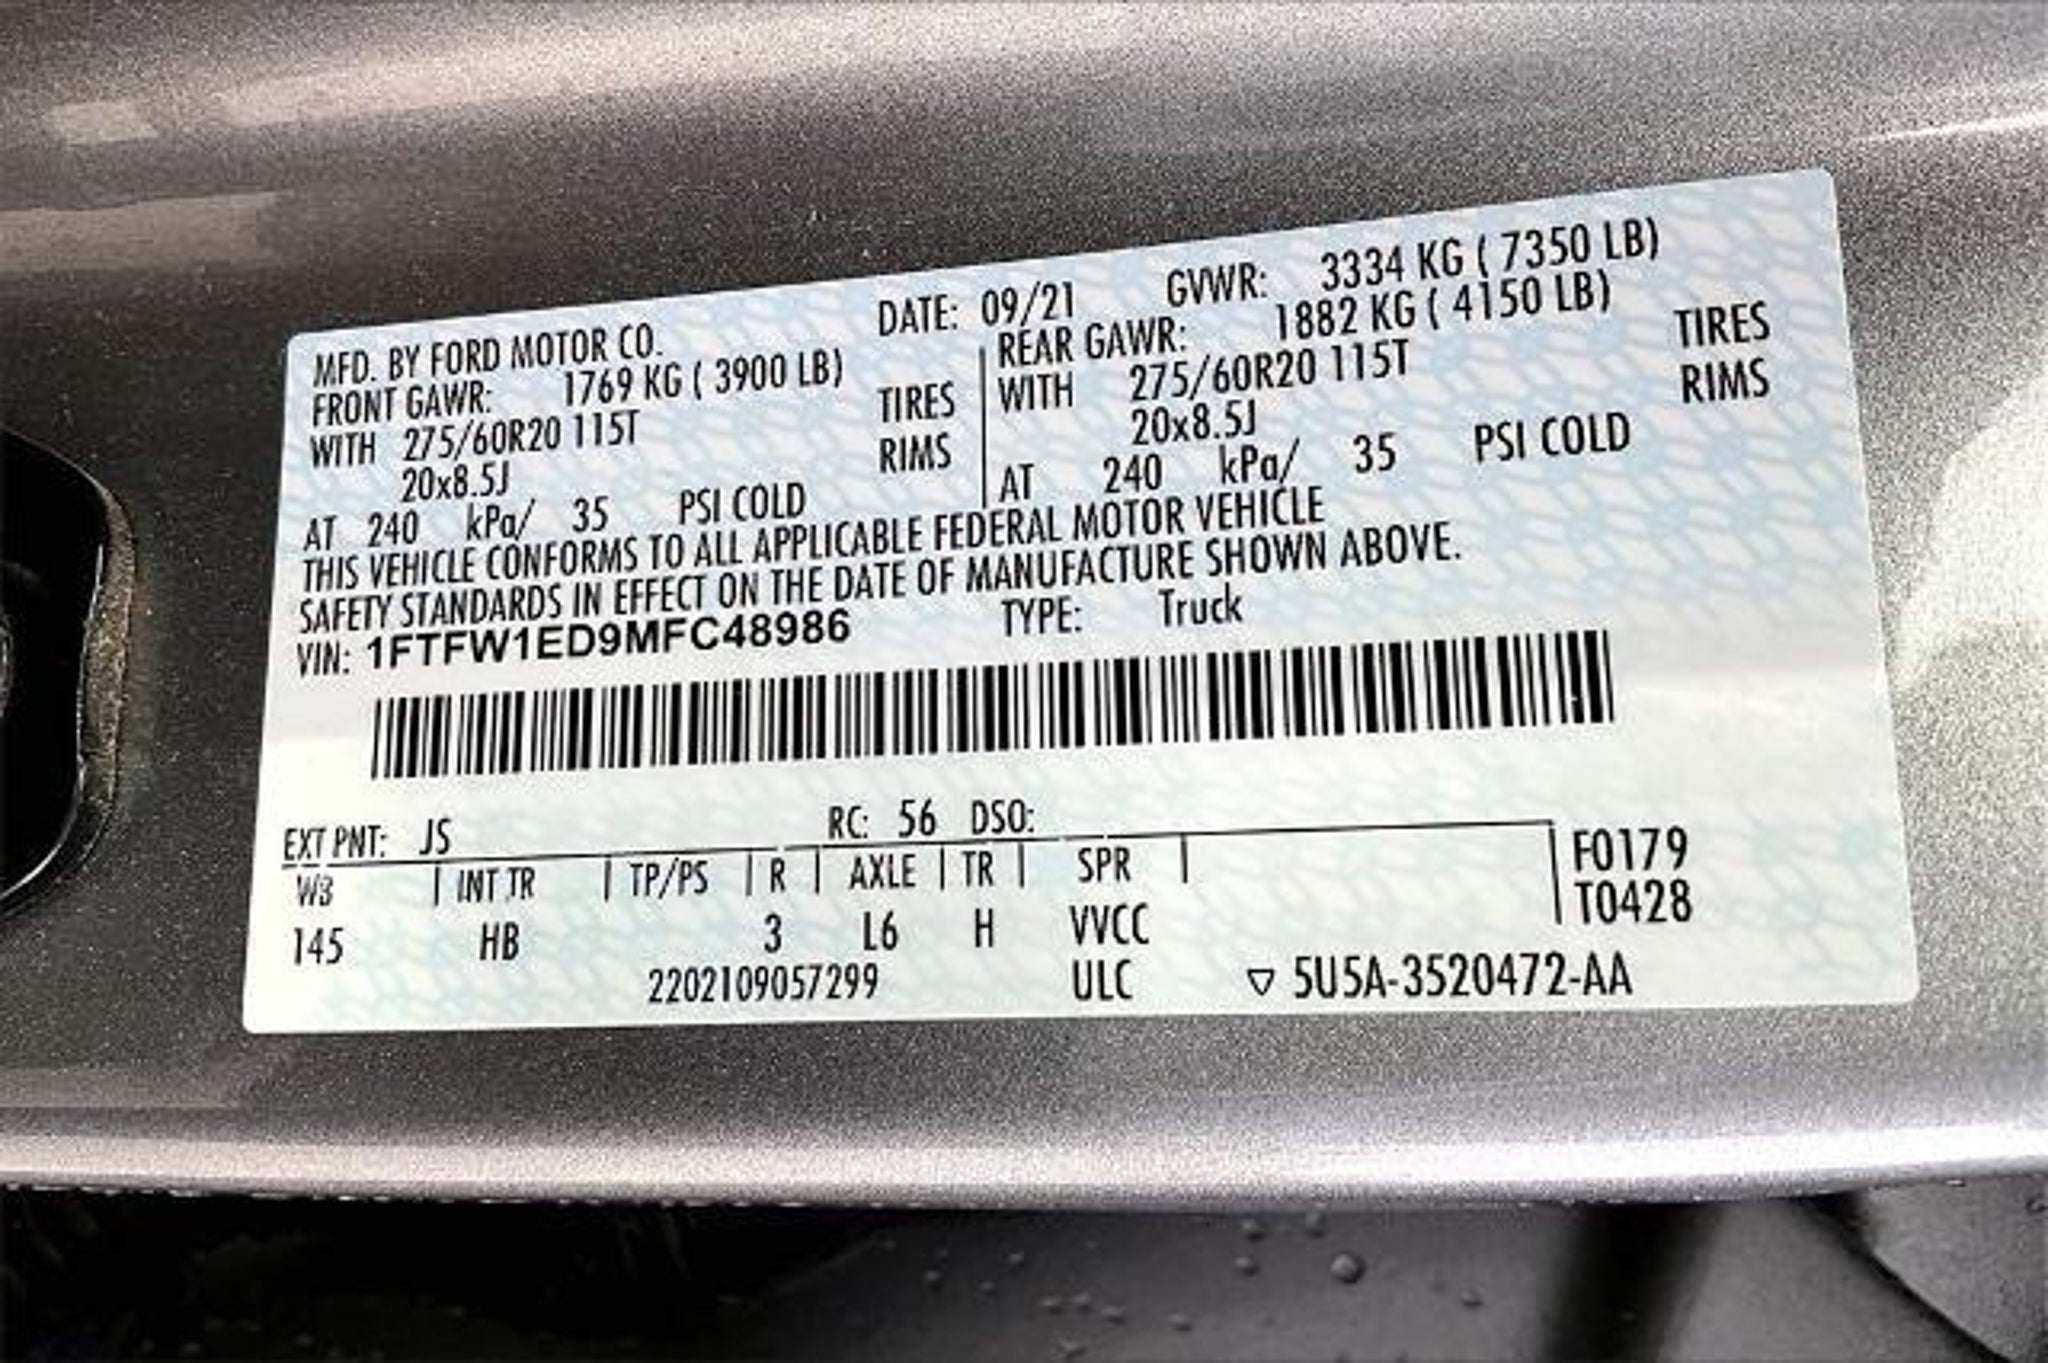 MFD. BY FORD MOTOR CO. DATE: 09/21 GVWR: 3334 KG ( 7350 LB)
FRONT GAWR: 1769 KG ( 3900 LB) REAR GAWR: 1882 KG ( 4150 LB)
WITH 275/60R20 115T TIRES WITH 275/60R20 115T TIRES
20x8.5J RIMS 20x8.5J RIMS
AT 240 kPa/ 35 PSI COLD AT 240 kPa/ 35 PSI COLD
THIS VEHICLE CONFORMS TO ALL APPLICABLE FEDERAL MOTOR VEHICLE
SAFETY STANDARDS IN EFFECT ON THE DATE OF MANUFACTURE SHOWN ABOVE.
VIN: 1FTFW1ED9MFC48986 TYPE: Truck
EXT PNT: JS RC: 56 DSO:
WB INT TR TP/PS R AXLE TR SPR F0179
T0428
145 HB 3 L6 H VVCC
2202109057299 ULC ▽ 5U5A-3520472-AA